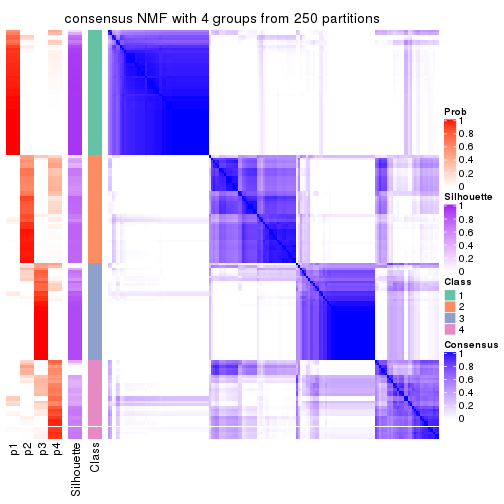 consensus NMF with 4 groups from 250 partitions
Prob
1
0.8
0.6
0.4
0.2
0
Silhouette
1
0.8
0.6
0.4
0.2
0
Class
1
2
3
4
Consensus
1
0.8
0.6
0.4
0.2
0
p1
p2
p3
p4
Silhouette
Class